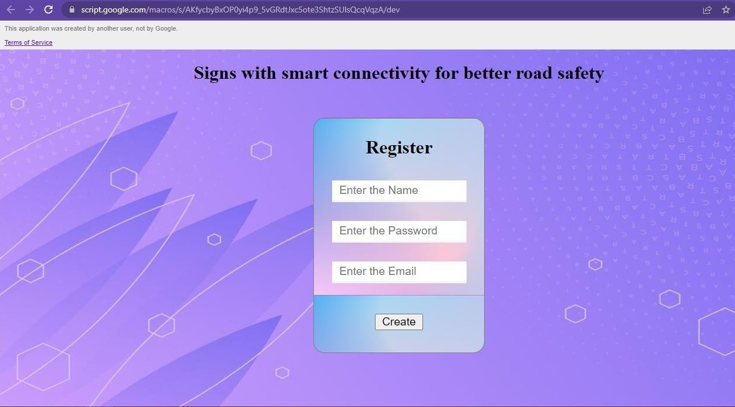 script.google.com/macros/s/AKfycbyBxOP0yi4p9_5vGRdtJxc5ote3ShtzSUIsQcqVqzA/dev
This application was created by another user, not by Google.
Terms of Service
Signs with smart connectivity for better road safety
Register
Enter the Name
Enter the Password
Enter the Email
Create